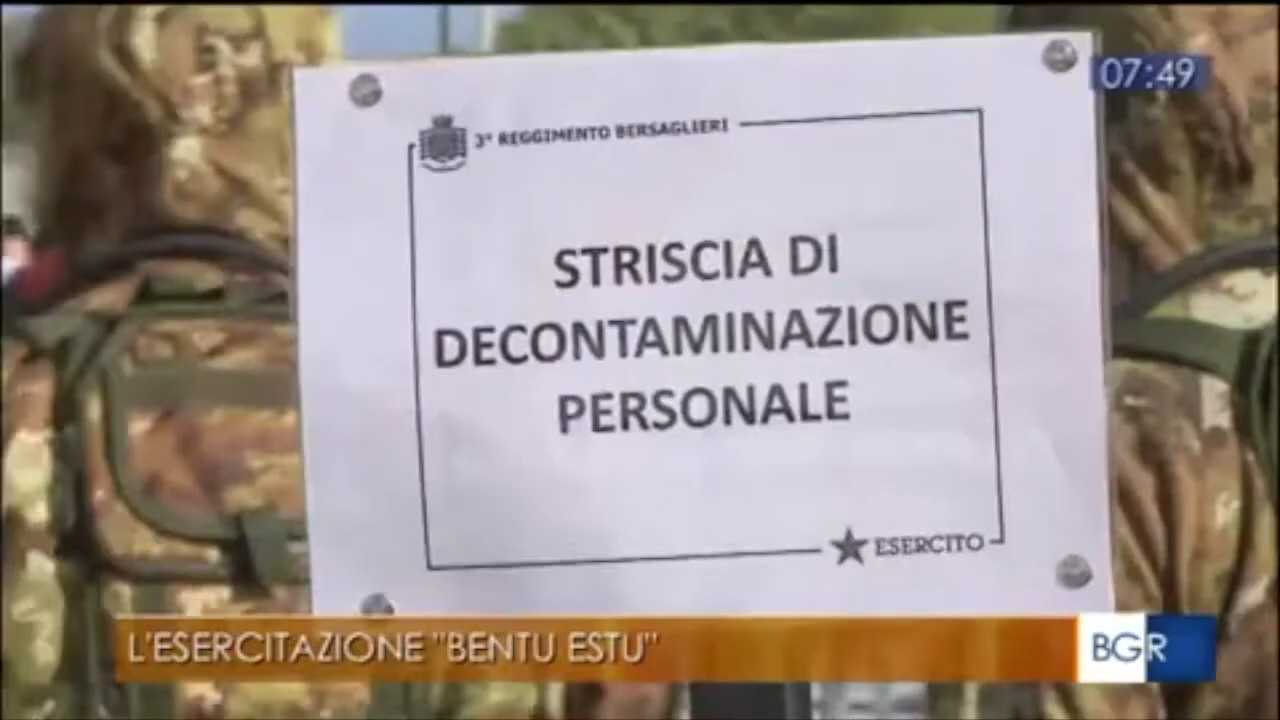 07:49
3° REGGIMENTO BERSAGLIERI
STRISCIA DI
DECONTAMINAZIONE
PERSONALE
ESERCITO
L'ESERCITAZIONE "BENTU ESTU"
BGR